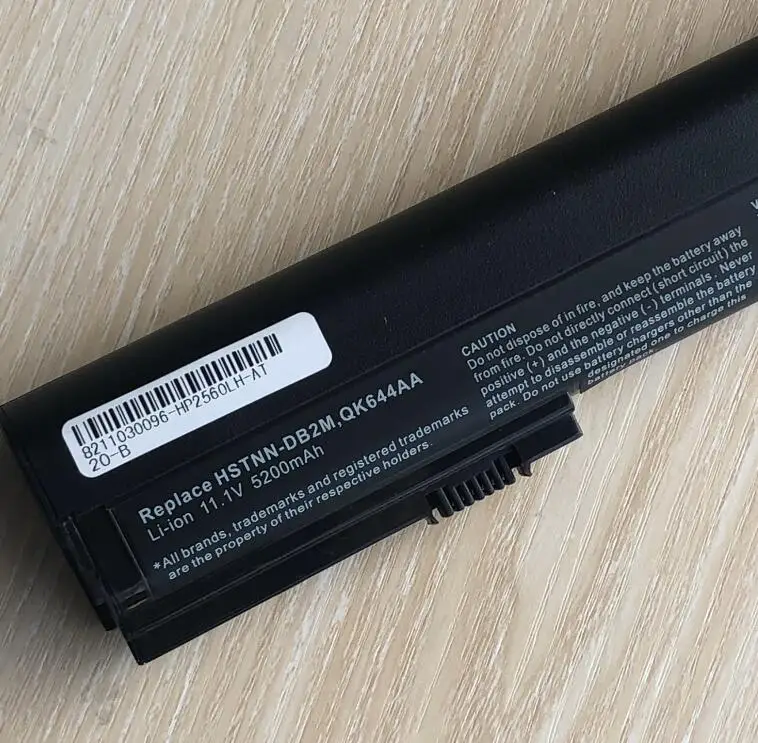 8211030096-HP2560LH-AT
20-B
Replace HSTNN-DB2M,QK644AA
Li-ion 11.1V 5200mAh
*All brands, trademarks and registered trademarks
are the property of their respective holders.
CAUTION
Do not dispose of in fire, and keep the battery away
from fire. Do not directly connect (short circuit) the
positive (+) and the negative (-) terminals. Never
attempt to disassemble or reassemble the battery
pack. Do not use battery chargers other than the
designated one to charge this
battery pack.